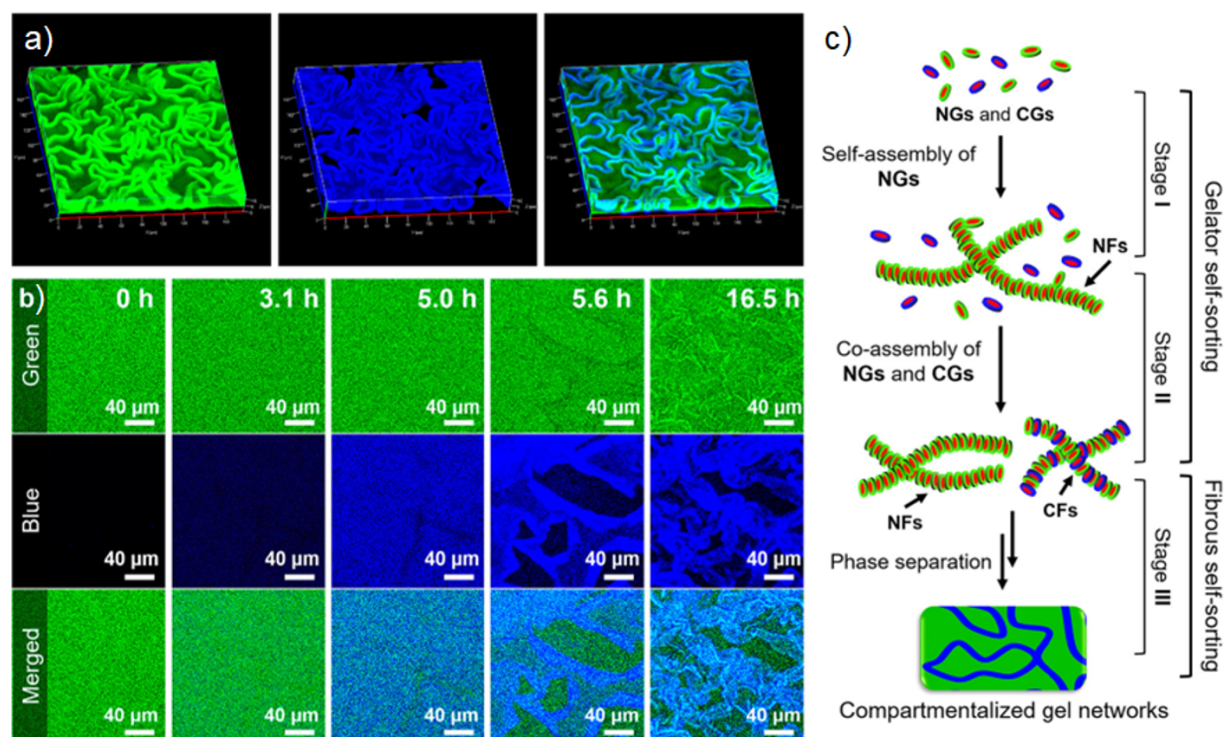 a)
b)
0 h
3.1 h
5.0 h
5.6 h
16.5 h
Green
40 µm
40 µm
40 µm
40 µm
40 µm
Blue
40 µm
40 µm
40 µm
40 µm
40 µm
Merged
40 µm
40 µm
40 µm
40 µm
40 µm
c)
NGs and CGs
Self-assembly of
NGs
NFs
Co-assembly of
NGs and CGs
NFs
CFs
Phase separation
Compartmentalized gel networks
Stage I
Stage II
Stage III
Gelator self-sorting
Fibrous self-sorting